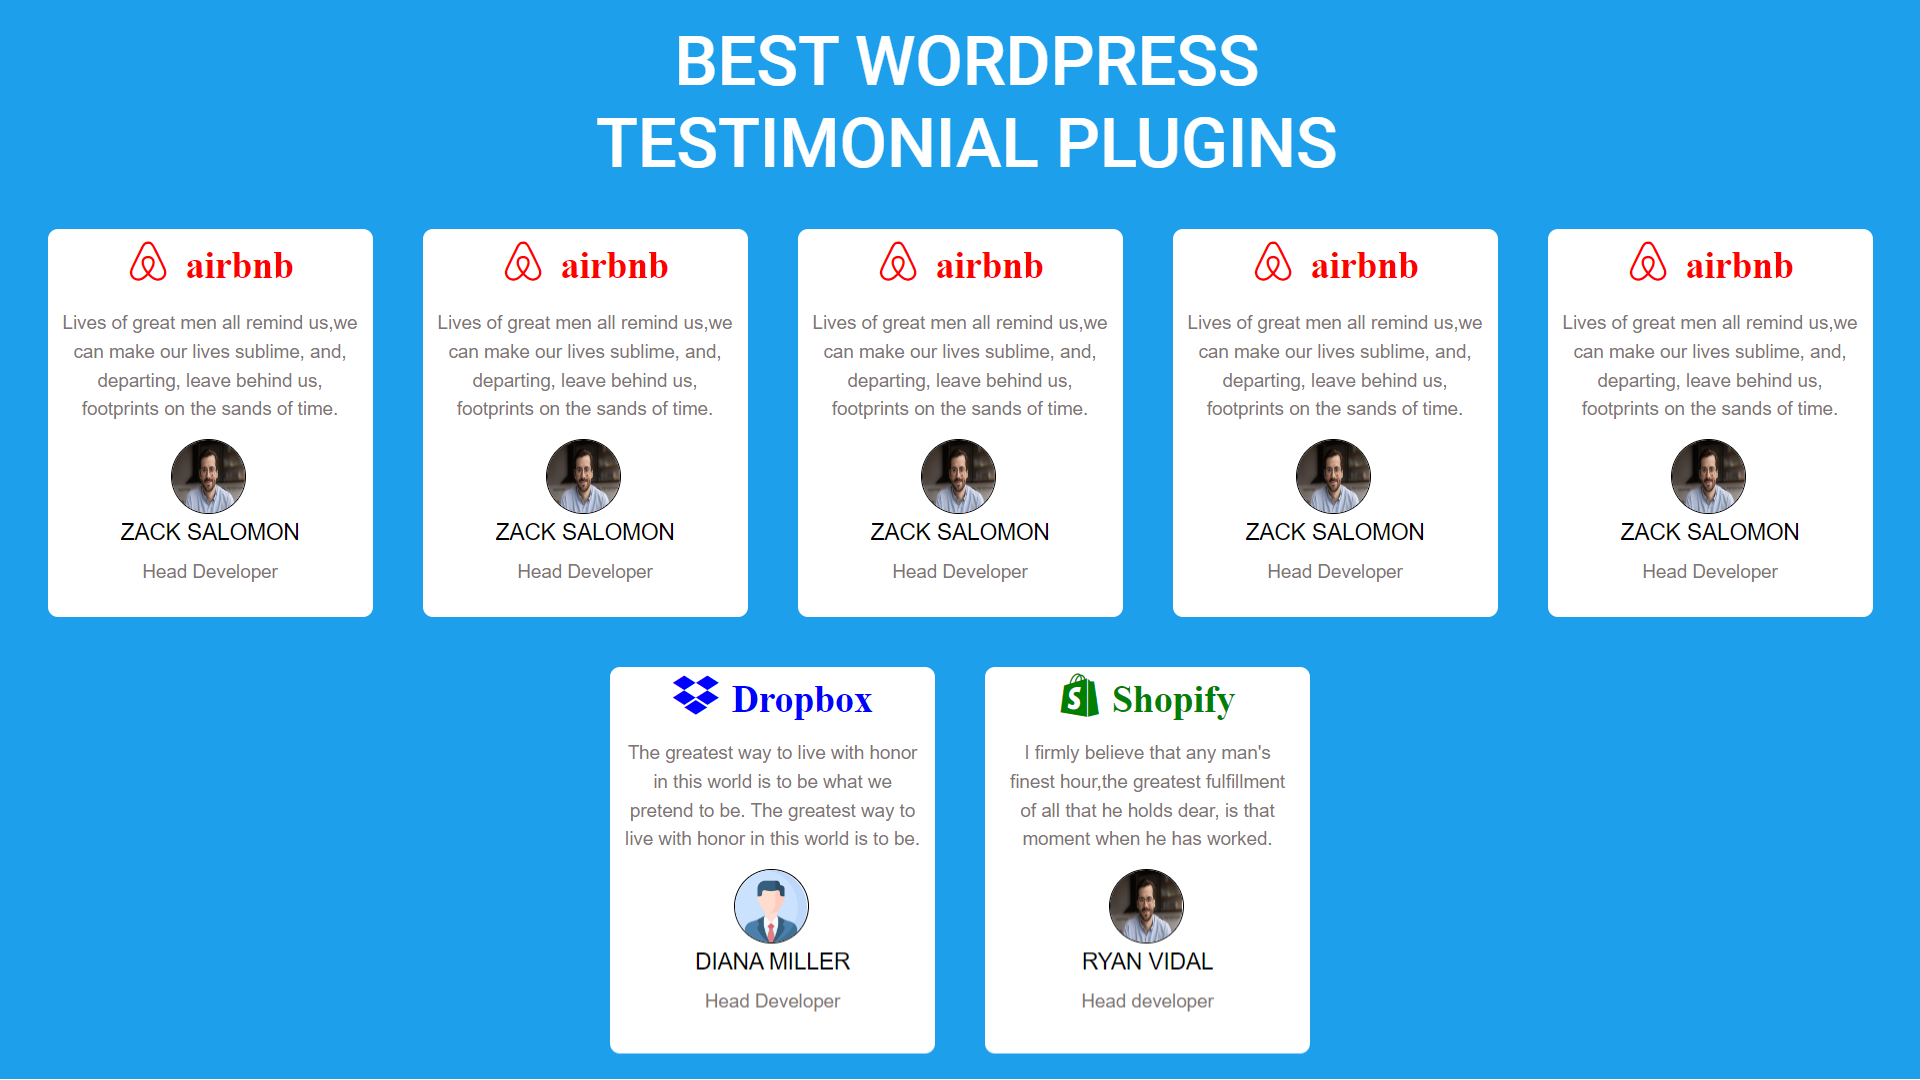 BEST WORDPRESS
TESTIMONIAL PLUGINS
airbnb
Lives of great men all remind us,we
can make our lives sublime, and,
departing, leave behind us,
footprints on the sands of time.
ZACK SALOMON
Head Developer
airbnb
Lives of great men all remind us,we
can make our lives sublime, and,
departing, leave behind us,
footprints on the sands of time.
ZACK SALOMON
Head Developer
airbnb
Lives of great men all remind us,we
can make our lives sublime, and,
departing, leave behind us,
footprints on the sands of time.
ZACK SALOMON
Head Developer
airbnb
Lives of great men all remind us,we
can make our lives sublime, and,
departing, leave behind us,
footprints on the sands of time.
ZACK SALOMON
Head Developer
airbnb
Lives of great men all remind us,we
can make our lives sublime, and,
departing, leave behind us,
footprints on the sands of time.
ZACK SALOMON
Head Developer
Dropbox
The greatest way to live with honor
in this world is to be what we
pretend to be. The greatest way to
live with honor in this world is to be.
DIANA MILLER
Head Developer
Shopify
I firmly believe that any man's
finest hour,the greatest fulfillment
of all that he holds dear, is that
moment when he has worked.
RYAN VIDAL
Head developer